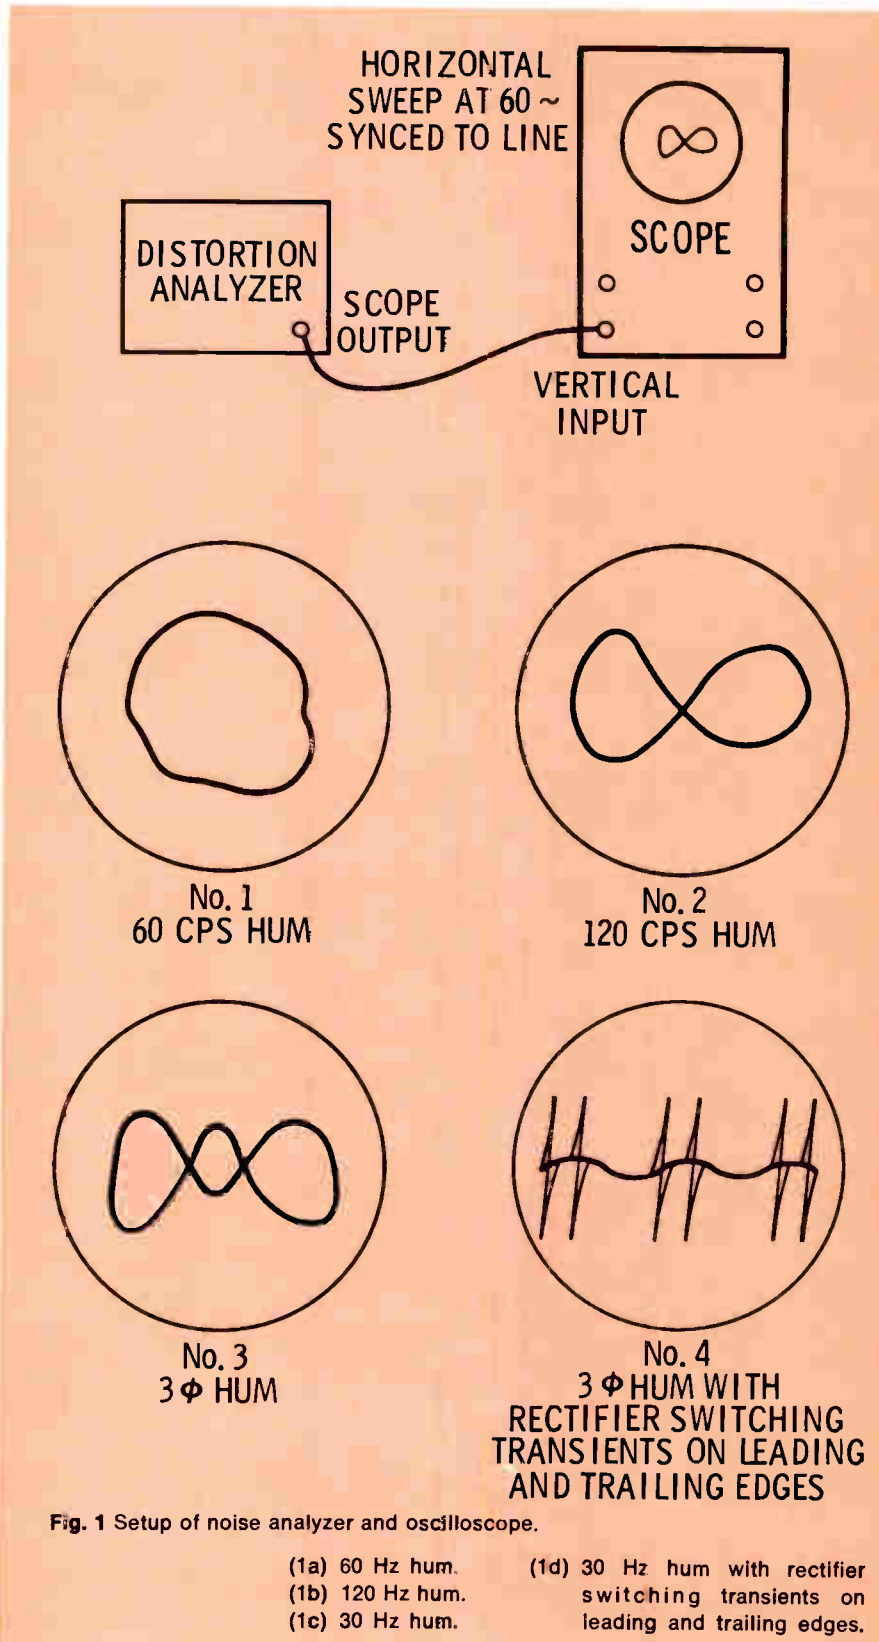 HORIZONTAL
SWEEP AT 60 ~
SYNCED TO LINE
DISTORTION
ANALYZER
SCOPE
OUTPUT
SCOPE
VERTICAL
INPUT
No. 1
60 CPS HUM
No. 2
120 CPS HUM
No. 3
3 Φ HUM
No. 4
3 Φ HUM WITH
RECTIFIER SWITCHING
TRANSIENTS ON LEADING
AND TRAILING EDGES
Fig. 1 Setup of noise analyzer and oscilloscope.
(1a) 60 Hz hum.
(1b) 120 Hz hum.
(1c) 30 Hz hum.
(1d) 30 Hz hum with rectifier
switching transients on
leading and trailing edges.